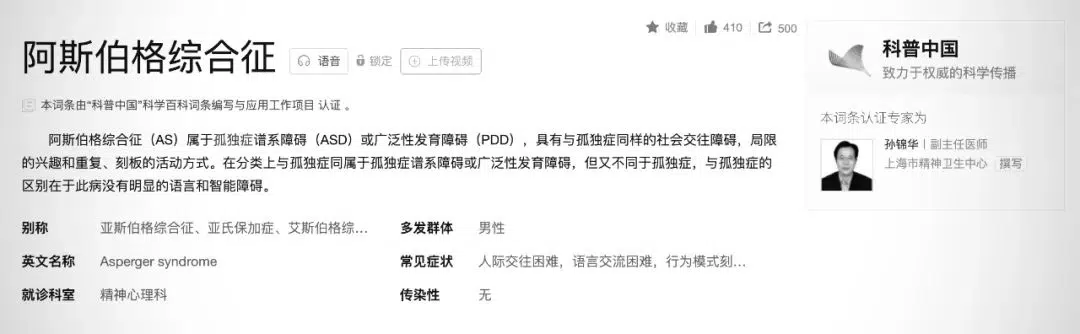 收藏 410 500
阿斯伯格综合征 语音 锁定 上传视频
本词条由“科普中国”科学百科词条编写与应用工作项目 认证 。
阿斯伯格综合征（AS）属于孤独症谱系障碍（ASD）或广泛性发育障碍（PDD），具有与孤独症同样的社会交往障碍，局限
的兴趣和重复、刻板的活动方式。在分类上与孤独症同属于孤独症谱系障碍或广泛性发育障碍，但又不同于孤独症，与孤独症的
区别在于此病没有明显的语言和智能障碍。
别称 亚斯伯格综合征、亚氏保加症、艾斯伯格综... 多发群体 男性
英文名称 Asperger syndrome 常见症状 人际交往困难，语言交流困难，行为模式刻...
就诊科室 精神心理科 传染性 无
科普中国
致力于权威的科学传播
本词条认证专家为
孙锦华 | 副主任医师
上海市精神卫生中心 撰写